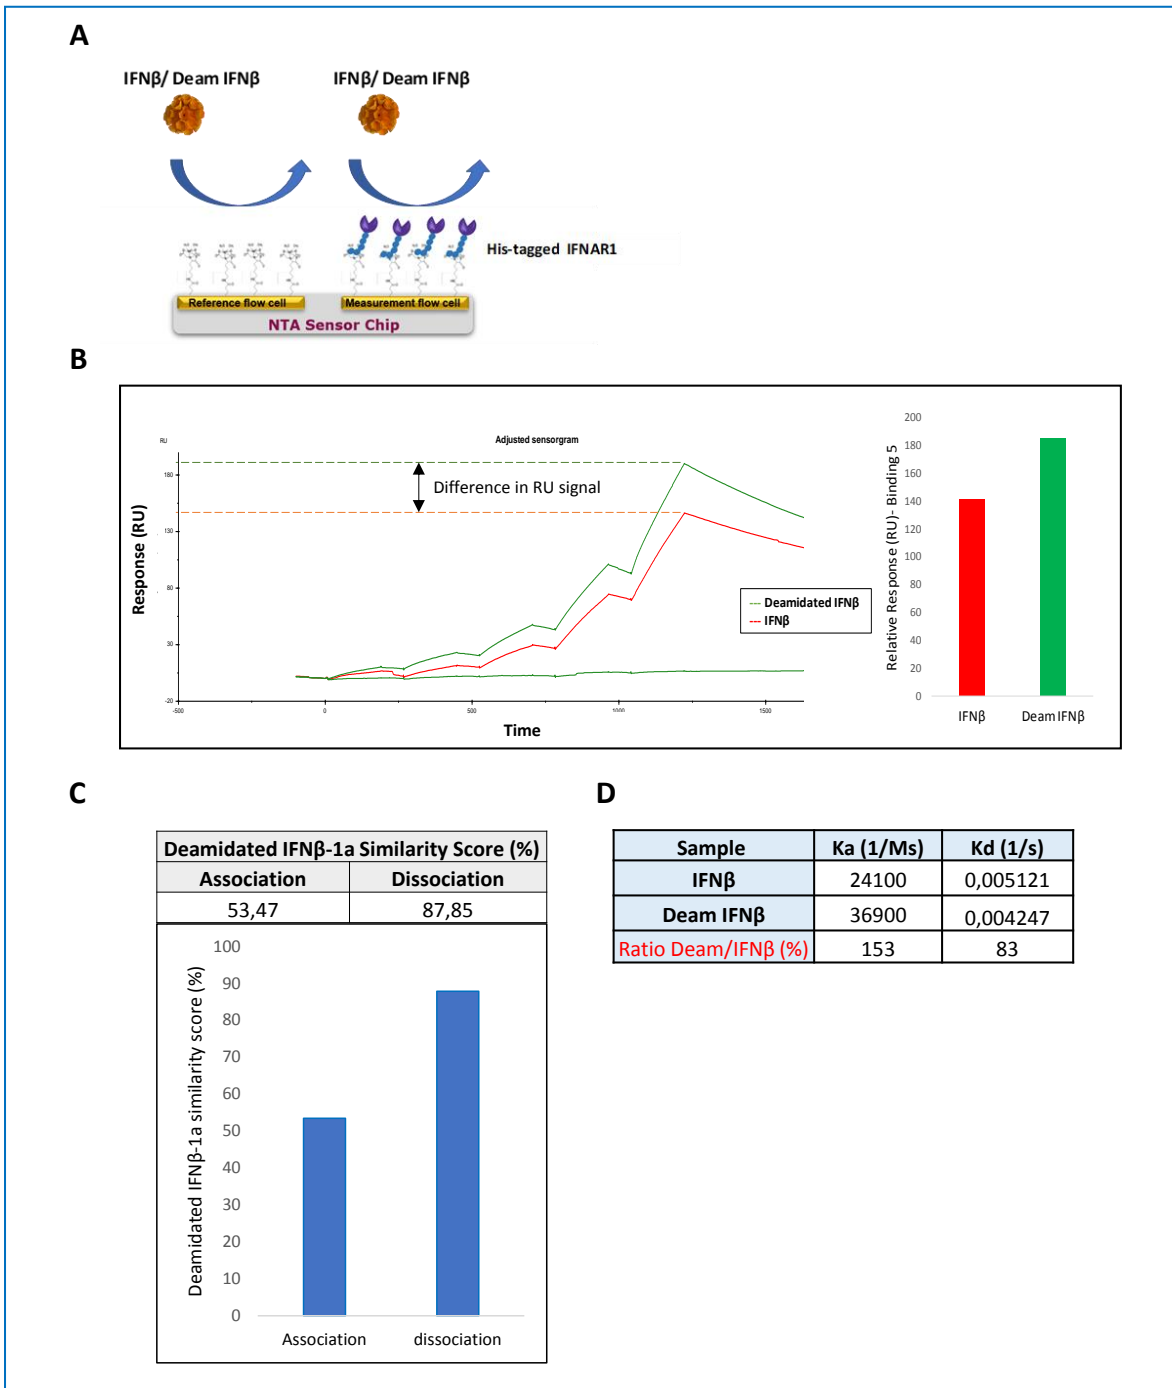 A
IFNβ/ Deam IFNβ
IFNβ/ Deam IFNβ
His-tagged IFNAR1
Reference flow cell
Measurement flow cell
NTA Sensor Chip
B
RU
Adjusted sensorgram
Response (RU)
180
130
80
30
-20
-500
0
500
1000
1500
Time
Difference in RU signal
Deamidated IFNβ
IFNβ
Relative Response (RU)- Binding 5
200
180
160
140
120
100
80
60
40
20
0
IFNβ
Deam IFNβ
C
Deamidated IFNβ-1a Similarity Score (%)
Association Dissociation
53,47 87,85
Deamidated IFNβ-1a similarity score (%)
100
90
80
70
60
50
40
30
20
10
0
Association
dissociation
D
Sample Ka (1/Ms) Kd (1/s)
IFNβ 24100 0,005121
Deam IFNβ 36900 0,004247
Ratio Deam/IFNβ (%) 153 83